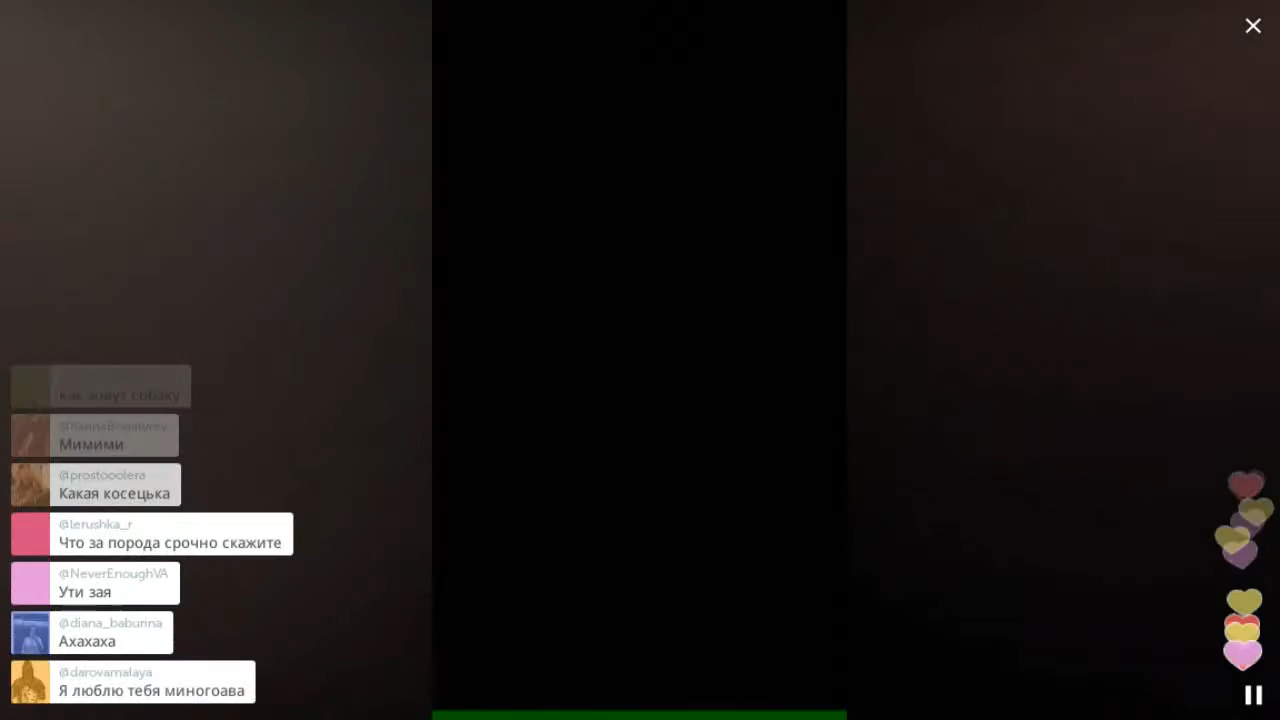 как зовут собаку
Мимими
@prostooolera
Какая косецька
@lerushka_r
Что за порода срочно скажите
@NeverEnoughVA
Ути зая
@diana_baburina
Ахахаха
@darovamalaya
Я люблю тебя миногоава